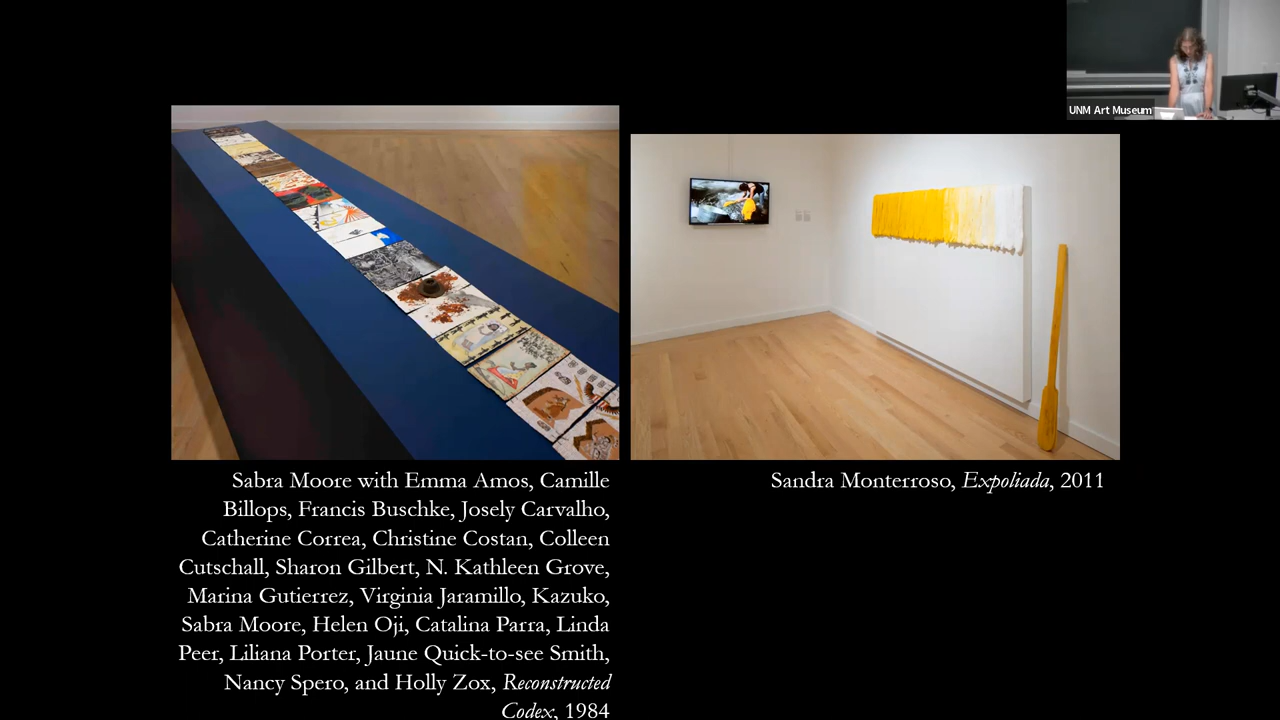 UNM Art Museum
Sabra Moore with Emma Amos, Camille
Billops, Francis Buschke, Josely Carvalho,
Catherine Correa, Christine Costan, Colleen
Cutschall, Sharon Gilbert, N. Kathleen Grove,
Marina Gutierrez, Virginia Jaramillo, Kazuko,
Sabra Moore, Helen Oji, Catalina Parra, Linda
Peer, Liliana Porter, Jaune Quick-to-see Smith,
Nancy Spero, and Holly Zox, Reconstructed
Codex, 1984
Sandra Monterroso, Expoliada, 2011